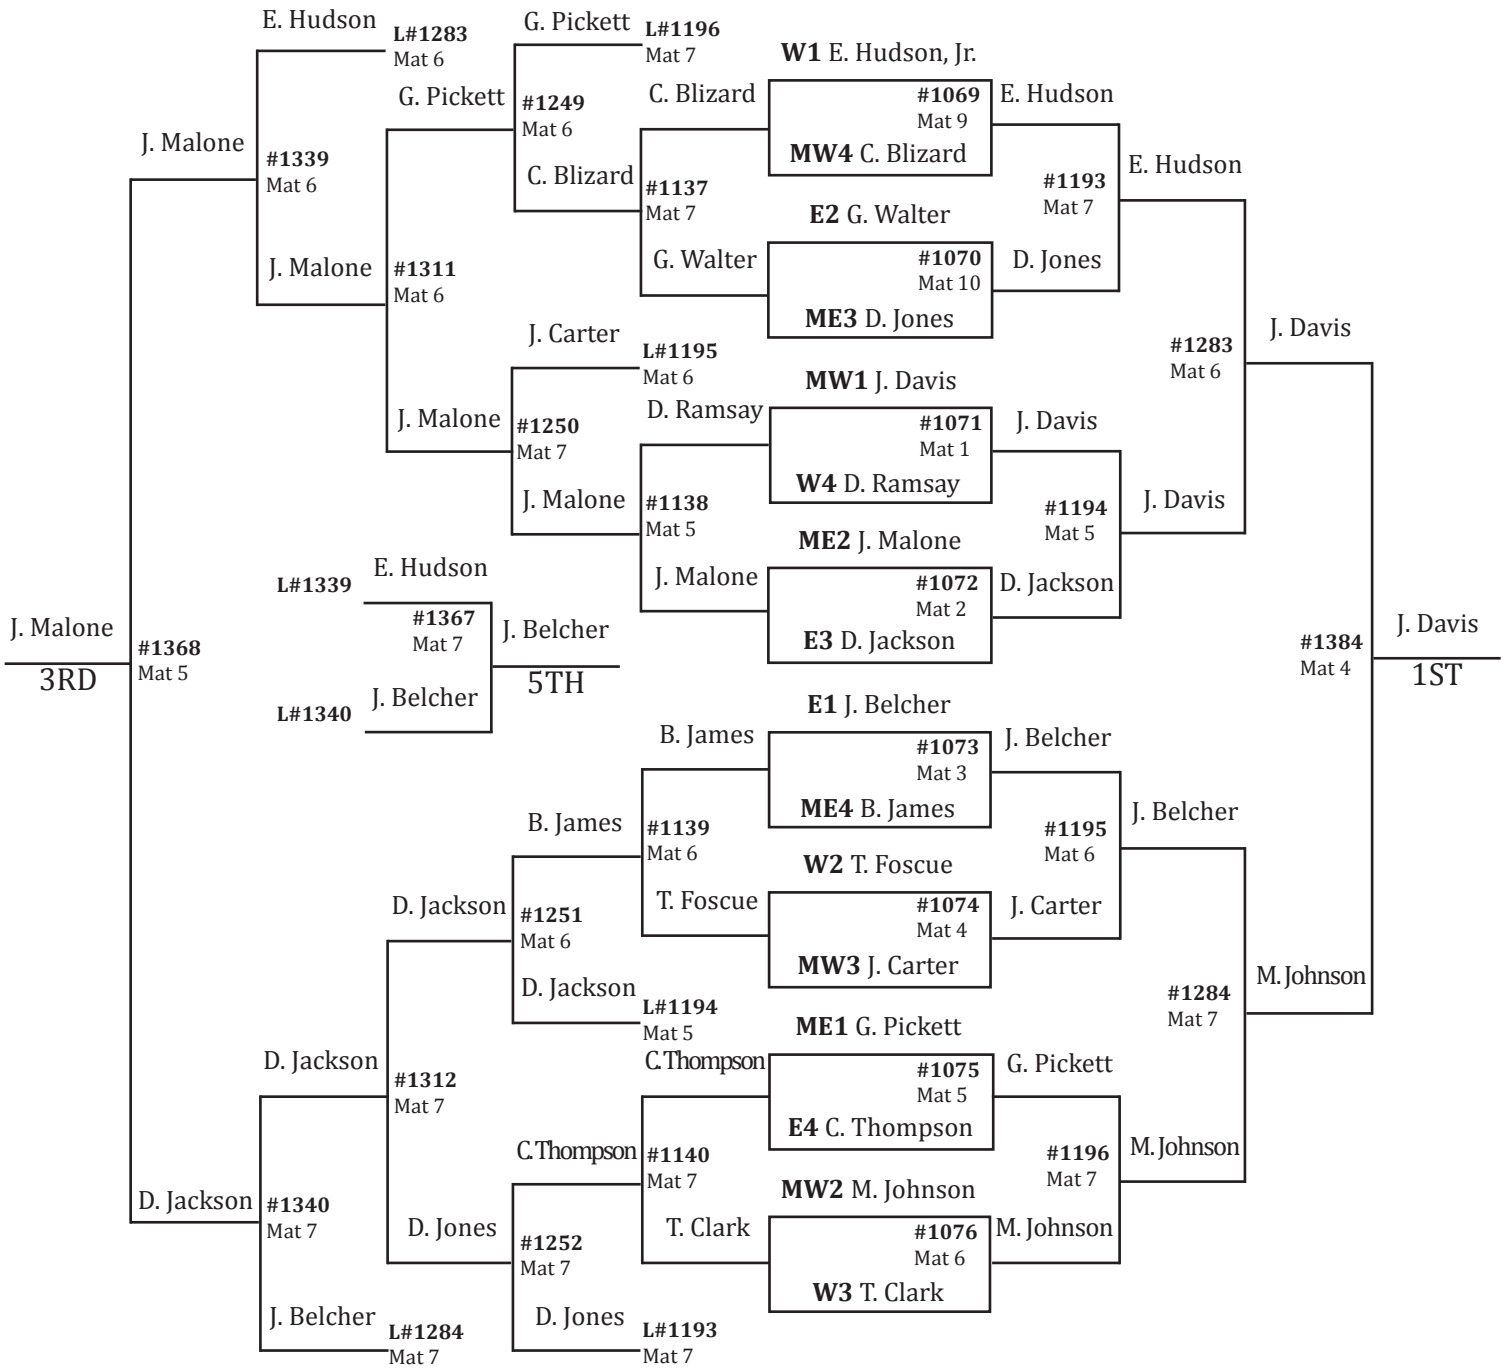 E. Hudson
L#1283
Mat 6
G. Pickett
L#1196
Mat 7
W1 E. Hudson, Jr.
G. Pickett
#1249
Mat 6
C. Blizard
#1069
Mat 9
E. Hudson
J. Malone
#1339
Mat 6
C. Blizard
#1137
Mat 7
MW4 C. Blizard
#1193
Mat 7
E. Hudson
E2 G. Walter
J. Malone
#1311
Mat 6
G. Walter
#1070
Mat 10
D. Jones
ME3 D. Jones
J. Carter
L#1195
Mat 6
#1283
Mat 6
J. Davis
MW1 J. Davis
J. Malone
#1250
Mat 7
D. Ramsay
#1071
Mat 1
J. Davis
W4 D. Ramsay
J. Malone
#1138
Mat 5
#1194
Mat 5
J. Davis
ME2 J. Malone
L#1339
E. Hudson
J. Malone
#1072
Mat 2
D. Jackson
E3 D. Jackson
J. Malone
3RD
#1368
Mat 5
#1367
Mat 7
J. Belcher
5TH
L#1340
J. Belcher
#1384
Mat 4
J. Davis
1ST
E1 J. Belcher
B. James
#1073
Mat 3
J. Belcher
ME4 B. James
B. James
#1139
Mat 6
#1195
Mat 6
J. Belcher
W2 T. Foscue
D. Jackson
#1251
Mat 6
T. Foscue
#1074
Mat 4
J. Carter
MW3 J. Carter
D. Jackson
L#1194
Mat 5
#1284
Mat 7
M. Johnson
ME1 G. Pickett
D. Jackson
#1312
Mat 7
C. Thompson
#1075
Mat 5
G. Pickett
E4 C. Thompson
C. Thompson
#1140
Mat 7
#1196
Mat 7
M. Johnson
MW2 M. Johnson
D. Jackson
#1340
Mat 7
D. Jones
#1252
Mat 7
T. Clark
#1076
Mat 6
M. Johnson
W3 T. Clark
J. Belcher
L#1284
Mat 7
D. Jones
L#1193
Mat 7